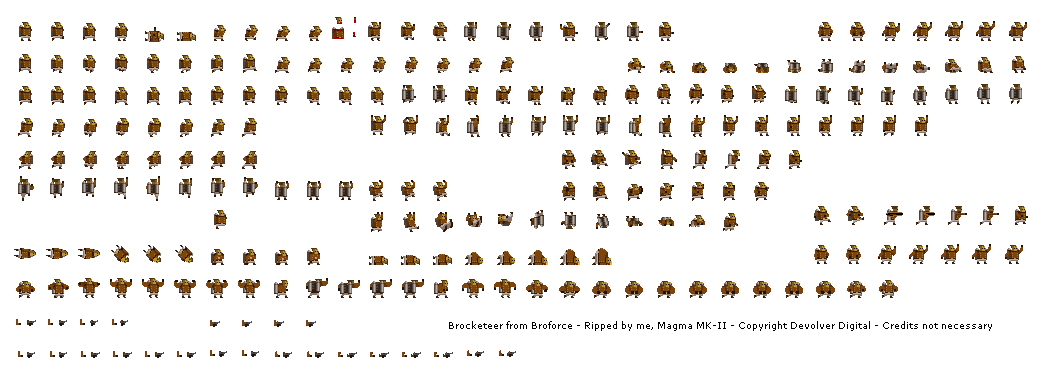 Brocketeer from Broforce - Ripped by me, Magma MK-II - Copyright Devolver Digital - Credits not necessary